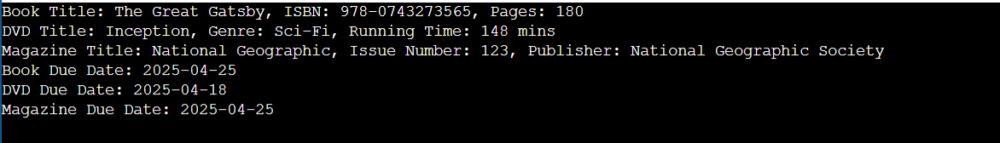 Book Title: The Great Gatsby, ISBN: 978-0743273565, Pages: 180
DVD Title: Inception, Genre: Sci-Fi, Running Time: 148 mins
Magazine Title: National Geographic, Issue Number: 123, Publisher: National Geographic Society
Book Due Date: 2025-04-25
DVD Due Date: 2025-04-18
Magazine Due Date: 2025-04-25